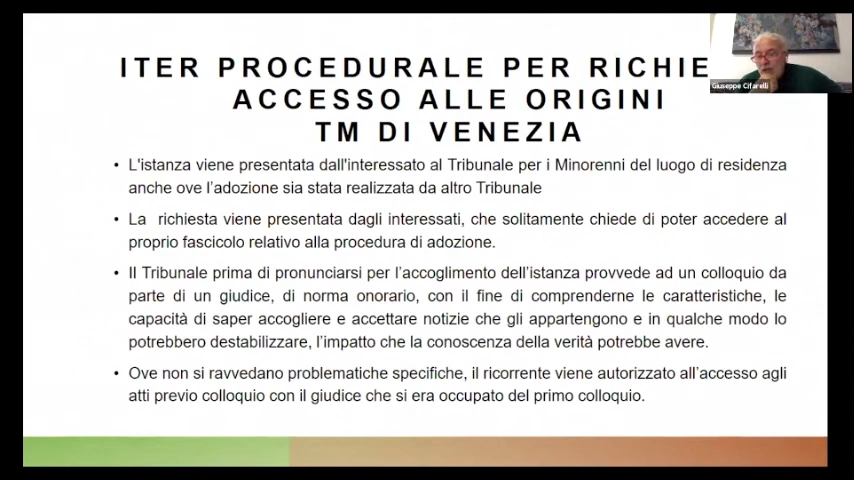 ITER PROCEDURALE PER RICHIE
ACCESSO ALLE ORIGINI
TM DI VENEZIA
Giuseppe Cifarelli
• L'istanza viene presentata dall'interessato al Tribunale per i Minorenni del luogo di residenza
anche ove l'adozione sia stata realizzata da altro Tribunale
• La richiesta viene presentata dagli interessati, che solitamente chiede di poter accedere al
proprio fascicolo relativo alla procedura di adozione.
• Il Tribunale prima di pronunciarsi per l'accoglimento dell'istanza provvede ad un colloquio da
parte di un giudice, di norma onorario, con il fine di comprenderne le caratteristiche, le
capacità di saper accogliere e accettare notizie che gli appartengono e in qualche modo lo
potrebbero destabilizzare, l'impatto che la conoscenza della verità potrebbe avere.
• Ove non si ravvedano problematiche specifiche, il ricorrente viene autorizzato all'accesso agli
atti previo colloquio con il giudice che si era occupato del primo colloquio.